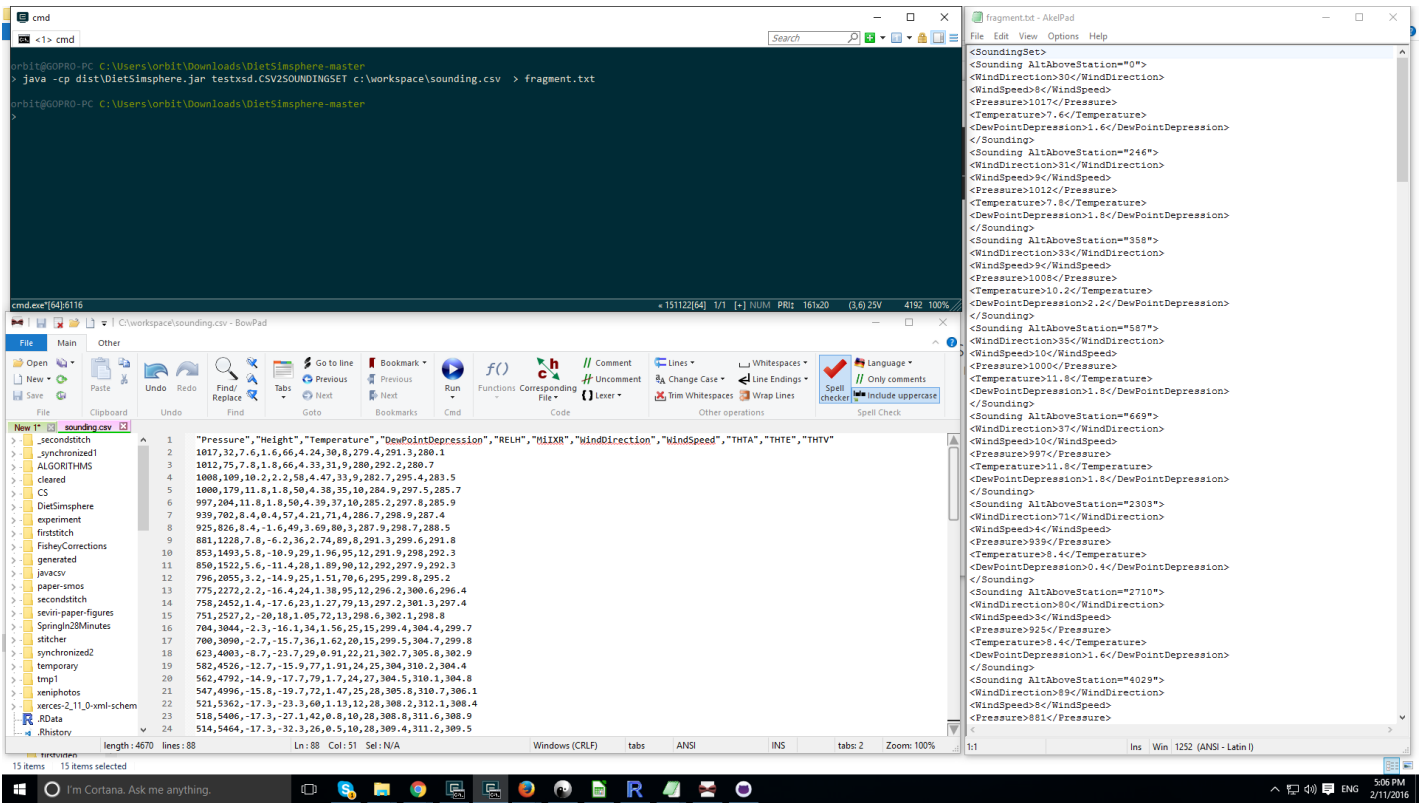 cmd
<1> cmd
Search
orbit@GOPRO-PC C:\Users\orbit\Downloads\DietSimsphere-master
> java -cp dist\DietSimsphere.jar testxsd.CSV2SOUNDINGSET c:\workspace\sounding.csv > fragment.txt
orbit@GOPRO-PC C:\Users\orbit\Downloads\DietSimsphere-master
>
cmd.exe*[64]:6116
« 151122[64] 1/1 [+] NUM PRI↕ 161x20 (3,6) 25V 4192 100%
C:\workspace\sounding.csv - BowPad
File Main Other
Open New Save
Paste
Undo Redo
Find/ Replace
Tabs
Go to line Previous Next
Bookmark Previous Next
Run
Functions Corresponding File
// Comment Uncomment Lexer
Lines Change Case Trim Whitespaces
Whitespaces Line Endings Wrap Lines
Spell checker
Language Only comments Include uppercase
File Clipboard Undo Find Goto Bookmarks Cmd Code Other operations Spell Check
New 1* sounding.csv
_secondstitch
_synchronized1
ALGORITHMS
cleared
CS
DietSimsphere
experiment
firststitch
FisheyCorrections
generated
javacsv
paper-smos
secondstitch
seviri-paper-figures
SpringIn28Minutes
stitcher
synchronized2
temporary
tmp1
xeniphotos
xerces-2_11_0-xml-schem
.RData
.Rhistory
1 "Pressure","Height","Temperature","DewPointDepression","RELH","MiIXR","WindDirection","WindSpeed","THTA","THTE","THTV"
2 1017,32,7.6,1.6,66,4.24,30,8,279.4,291.3,280.1
3 1012,75,7.8,1.8,66,4.33,31,9,280,292.2,280.7
4 1008,109,10.2,2.2,58,4.47,33,9,282.7,295.4,283.5
5 1000,179,11.8,1.8,50,4.38,35,10,284.9,297.5,285.7
6 997,204,11.8,1.8,50,4.39,37,10,285.2,297.8,285.9
7 939,702,8.4,0.4,57,4.21,71,4,286.7,298.9,287.4
8 925,826,8.4,-1.6,49,3.69,80,3,287.9,298.7,288.5
9 881,1228,7.8,-6.2,36,2.74,89,8,291.3,299.6,291.8
10 853,1493,5.8,-10.9,29,1.96,95,12,291.9,298,292.3
11 850,1522,5.6,-11.4,28,1.89,90,12,292,297.9,292.3
12 796,2055,3.2,-14.9,25,1.51,70,6,295,299.8,295.2
13 775,2272,2.2,-16.4,24,1.38,95,12,296.2,300.6,296.4
14 758,2452,1.4,-17.6,23,1.27,79,13,297.2,301.3,297.4
15 751,2527,2,-20,18,1.05,72,13,298.6,302.1,298.8
16 704,3044,-2.3,-16.1,34,1.56,25,15,299.4,304.4,299.7
17 700,3090,-2.7,-15.7,36,1.62,20,15,299.5,304.7,299.8
18 623,4003,-8.7,-23.7,29,0.91,22,21,302.7,305.8,302.9
19 582,4526,-12.7,-15.9,77,1.91,24,25,304,310.2,304.4
20 562,4792,-14.9,-17.7,79,1.7,24,27,304.5,310.1,304.8
21 547,4996,-15.8,-19.7,72,1.47,25,28,305.8,310.7,306.1
22 521,5362,-17.3,-23.3,60,1.13,12,28,308.2,312.1,308.4
23 518,5406,-17.3,-27.1,42,0.8,10,28,308.8,311.6,308.9
24 514,5464,-17.3,-32.3,26,0.5,10,28,309.4,311.2,309.5
length : 4670 lines : 88 Ln : 88 Col : 51 Sel : N/A Windows (CRLF) tabs ANSI INS tabs: 2 Zoom: 100%
15 items 15 items selected
fragment.txt - AkelPad
File Edit View Options Help
<SoundingSet>
<Sounding AltAboveStation="0">
<WindDirection>30</WindDirection>
<WindSpeed>8</WindSpeed>
<Pressure>1017</Pressure>
<Temperature>7.6</Temperature>
<DewPointDepression>1.6</DewPointDepression>
</Sounding>
<Sounding AltAboveStation="246">
<WindDirection>31</WindDirection>
<WindSpeed>9</WindSpeed>
<Pressure>1012</Pressure>
<Temperature>7.8</Temperature>
<DewPointDepression>1.8</DewPointDepression>
</Sounding>
<Sounding AltAboveStation="358">
<WindDirection>33</WindDirection>
<WindSpeed>9</WindSpeed>
<Pressure>1008</Pressure>
<Temperature>10.2</Temperature>
<DewPointDepression>2.2</DewPointDepression>
</Sounding>
<Sounding AltAboveStation="587">
<WindDirection>35</WindDirection>
<WindSpeed>10</WindSpeed>
<Pressure>1000</Pressure>
<Temperature>11.8</Temperature>
<DewPointDepression>1.8</DewPointDepression>
</Sounding>
<Sounding AltAboveStation="669">
<WindDirection>37</WindDirection>
<WindSpeed>10</WindSpeed>
<Pressure>997</Pressure>
<Temperature>11.8</Temperature>
<DewPointDepression>1.8</DewPointDepression>
</Sounding>
<Sounding AltAboveStation="2303">
<WindDirection>71</WindDirection>
<WindSpeed>4</WindSpeed>
<Pressure>939</Pressure>
<Temperature>8.4</Temperature>
<DewPointDepression>0.4</DewPointDepression>
</Sounding>
<Sounding AltAboveStation="2710">
<WindDirection>80</WindDirection>
<WindSpeed>3</WindSpeed>
<Pressure>925</Pressure>
<Temperature>8.4</Temperature>
<DewPointDepression>1.6</DewPointDepression>
</Sounding>
<Sounding AltAboveStation="4029">
<WindDirection>89</WindDirection>
<WindSpeed>8</WindSpeed>
<Pressure>881</Pressure>
1:1 Ins Win 1252 (ANSI - Latin I)
I'm Cortana. Ask me anything.
ENG
5:06 PM
2/11/2016